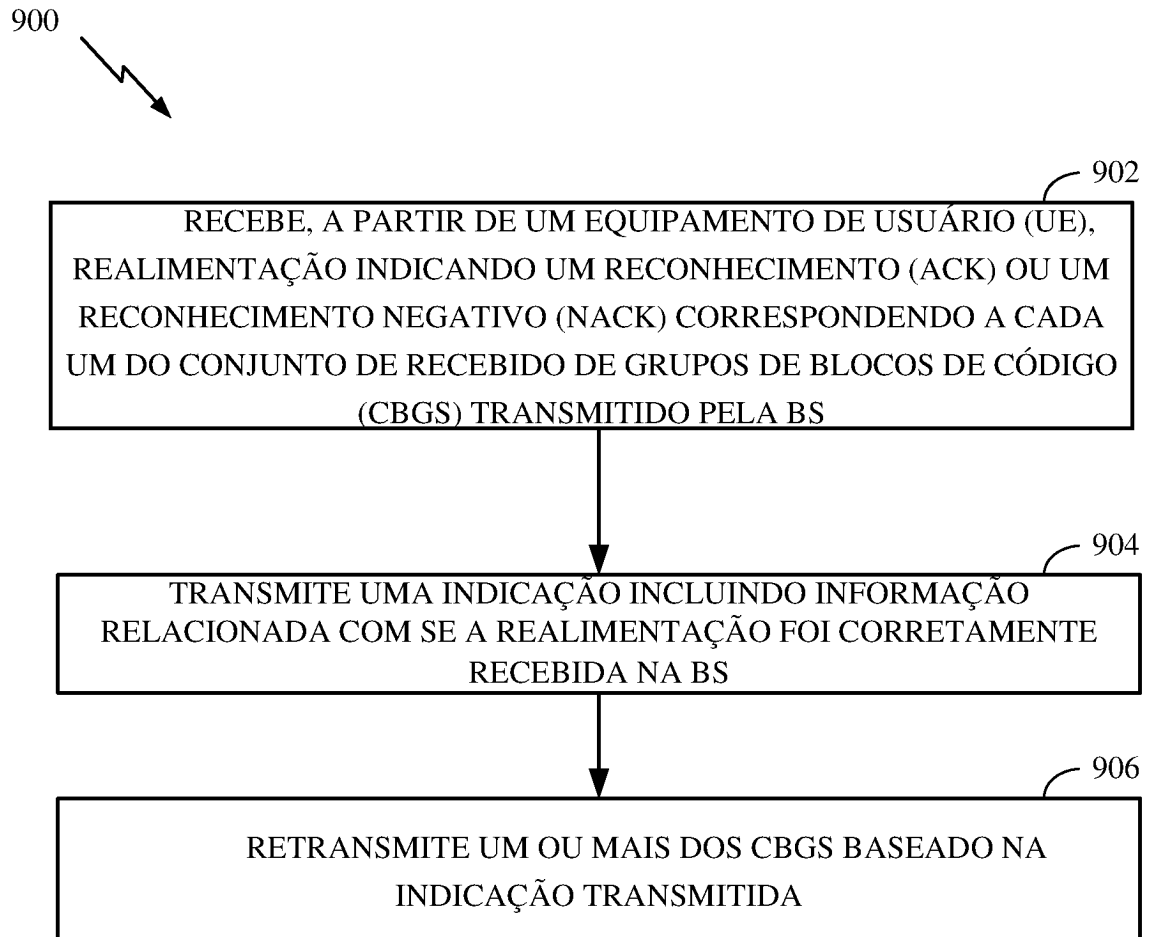 900
902
RECEBE, A PARTIR DE UM EQUIPAMENTO DE USUÁRIO (UE),
REALIMENTAÇÃO INDICANDO UM RECONHECIMENTO (ACK) OU UM
RECONHECIMENTO NEGATIVO (NACK) CORRESPONDENDO A CADA
UM DO CONJUNTO DE RECEBIDO DE GRUPOS DE BLOCOS DE CÓDIGO
(CBGS) TRANSMITIDO PELA BS
904
TRANSMITE UMA INDICAÇÃO INCLUINDO INFORMAÇÃO
RELACIONADA COM SE A REALIMENTAÇÃO FOI CORRETAMENTE
RECEBIDA NA BS
906
RETRANSMITE UM OU MAIS DOS CBGS BASEADO NA
INDICAÇÃO TRANSMITIDA